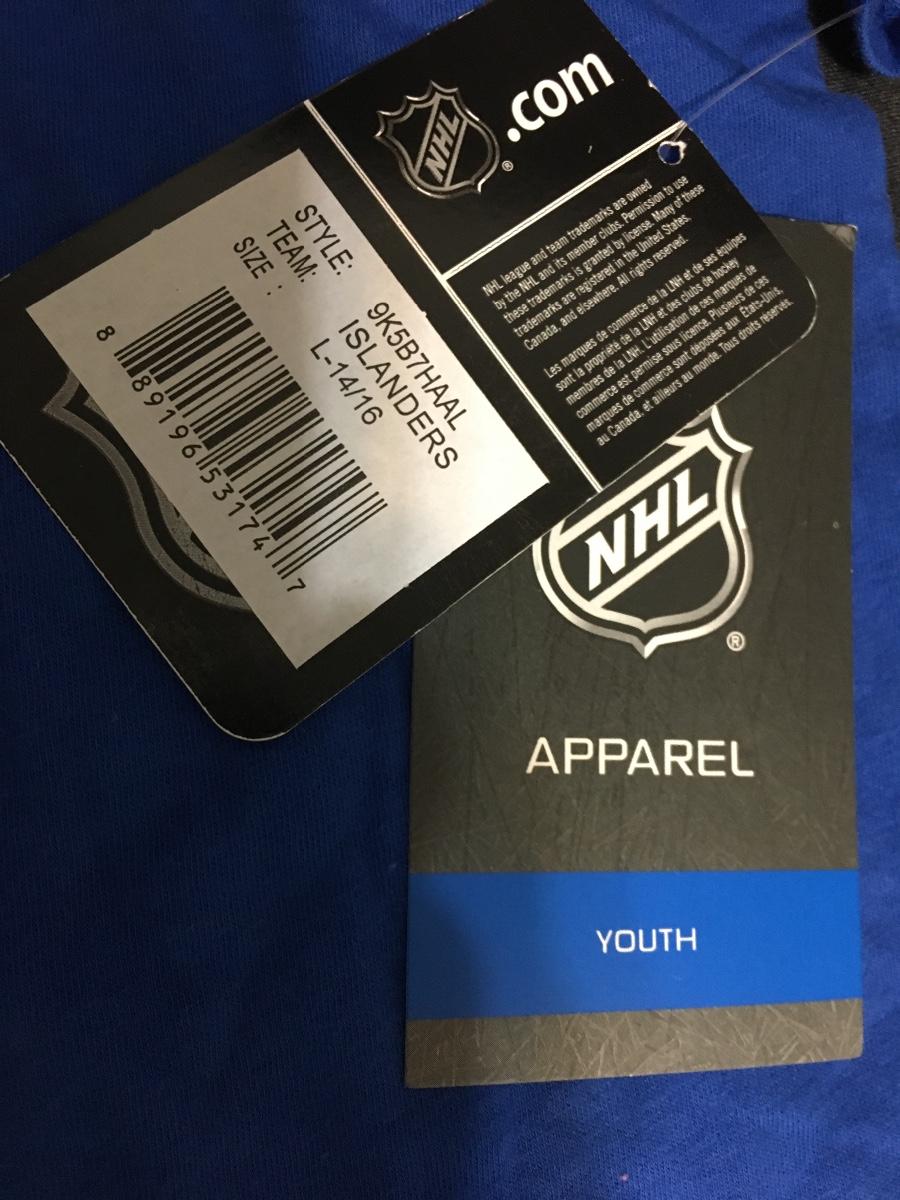 NHL
.com
®
NHL league and team trademarks are owned
by the NHL and its member clubs. Permission to use
these trademarks is granted by license. Many of these
trademarks are registered in the United States,
Canada, and elsewhere. All rights reserved.
Les marques de commerce de la LNH et de ses équipes
sont la propriété de la LNH et des clubs de hockey
membres de la LNH. L'utilisation de ces marques de
commerce est permise sous licence. Plusieurs de ces
marques de commerce sont déposées aux États-Unis,
au Canada, et ailleurs au monde. Tous droits réservés.
STYLE: 9K5B7HAAL
TEAM: ISLANDERS
SIZE : L-14/16
8 89196 53174 7
NHL
®
APPAREL
YOUTH